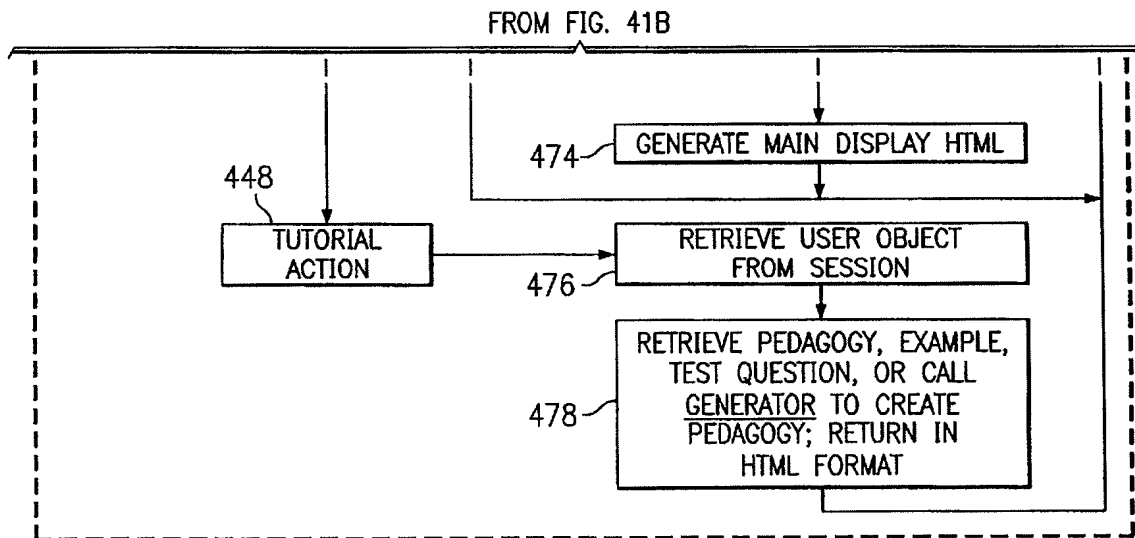 FROM FIG. 41B
474
GENERATE MAIN DISPLAY HTML
448
TUTORIAL
ACTION
RETRIEVE USER OBJECT
FROM SESSION
476
RETRIEVE PEDAGOGY, EXAMPLE,
TEST QUESTION, OR CALL
GENERATOR TO CREATE
PEDAGOGY; RETURN IN
HTML FORMAT
478